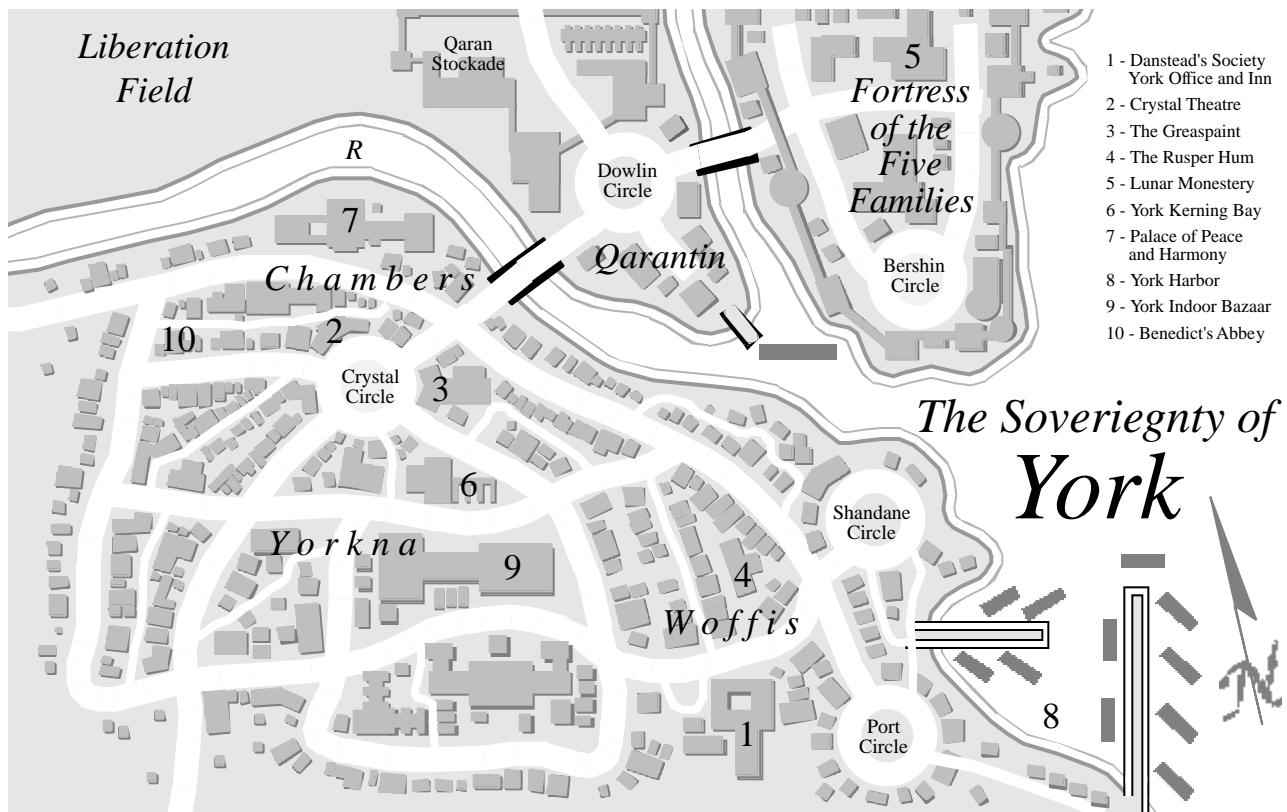 Liberation
Field
Qaran
Stockade
R
5
Fortress
of the
Five
Families
Dowlin
Circle
7
Chambers
Qarantin
Bershin
Circle
10
2
Crystal
Circle
3
6
Shandane
Circle
Yorkna
9
4
Woffis
1
Port
Circle
8
The Soveriegnty of
York
N
1 - Danstead's Society
York Office and Inn
2 - Crystal Theatre
3 - The Greaspaint
4 - The Rusper Hum
5 - Lunar Monestery
6 - York Kerning Bay
7 - Palace of Peace
and Harmony
8 - York Harbor
9 - York Indoor Bazaar
10 - Benedict's Abbey